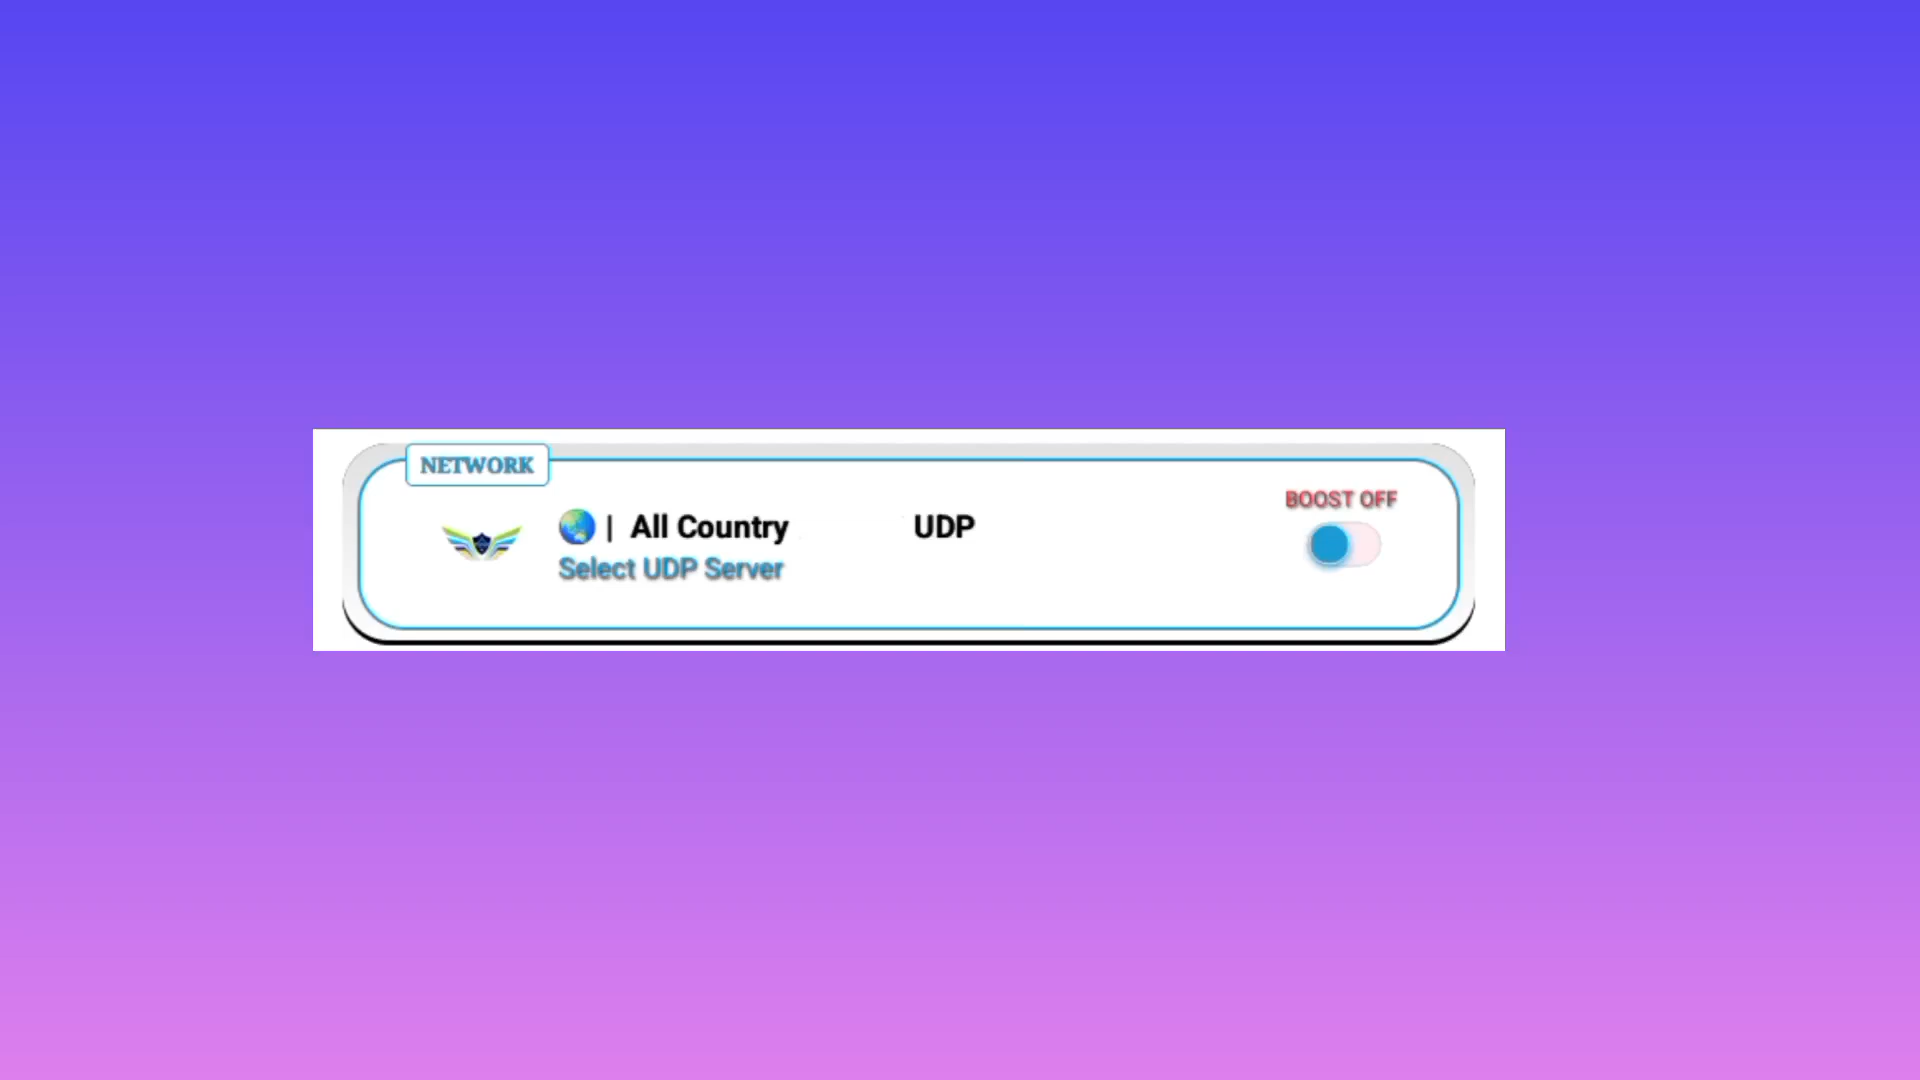 NETWORK
BOOST OFF
🌏 | All Country UDP
Select UDP Server